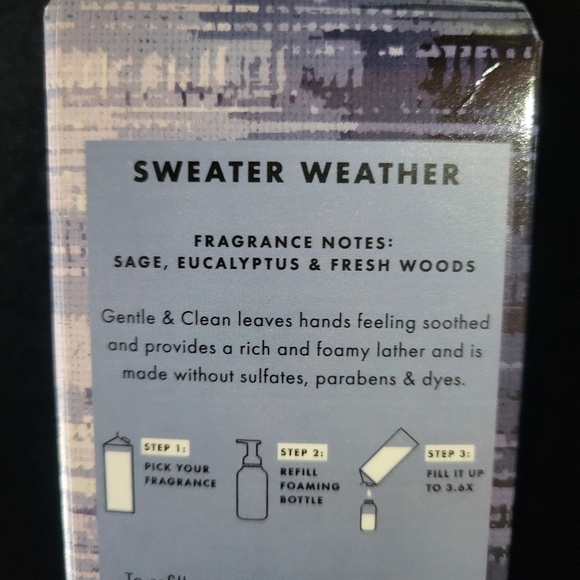 SWEATER WEATHER
FRAGRANCE NOTES:
SAGE, EUCALYPTUS & FRESH WOODS
Gentle & Clean leaves hands feeling soothed
and provides a rich and foamy lather and is
made without sulfates, parabens & dyes.
STEP 1:
PICK YOUR
FRAGRANCE
STEP 2:
REFILL
FOAMING
BOTTLE
STEP 3:
FILL IT UP
TO 3.6X
To